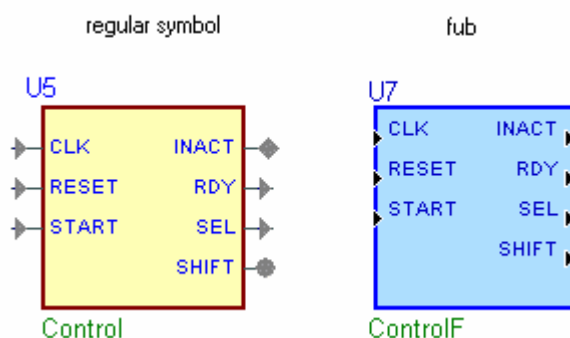 regular symbol
fub
U5
U7
CLK
INACT
RESET
RDY
START
SEL
SHIFT
CLK
INACT
RESET
RDY
START
SEL
SHIFT
Control
ControlF